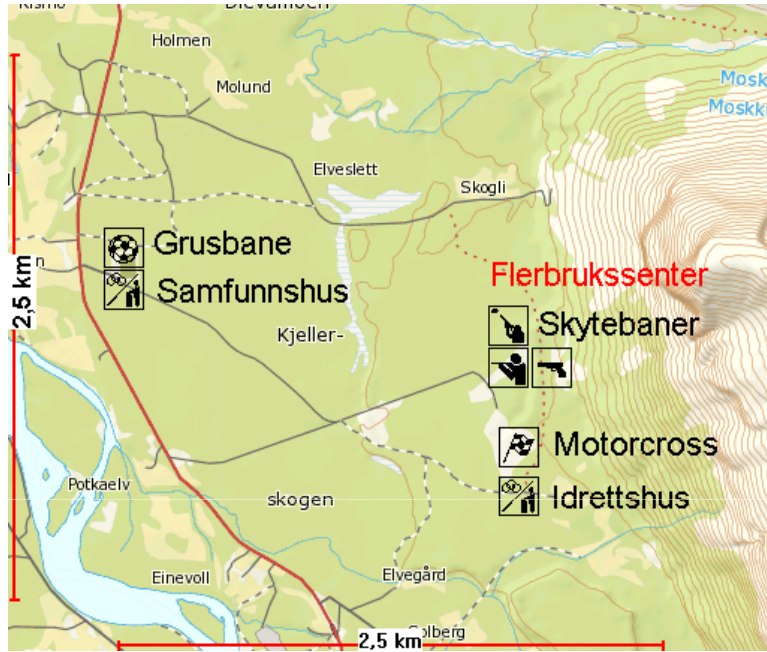 Holmen
Molund
Mosk
Moskk
Elveslett
Skogli
Grusbane
Flerbrukssenter
Samfunnshus
2,5 km
Skytebaner
Kjeller-
Motorcross
Potkaelv
skogen
Idrettshus
Einevoll
Elvegård
2,5 km